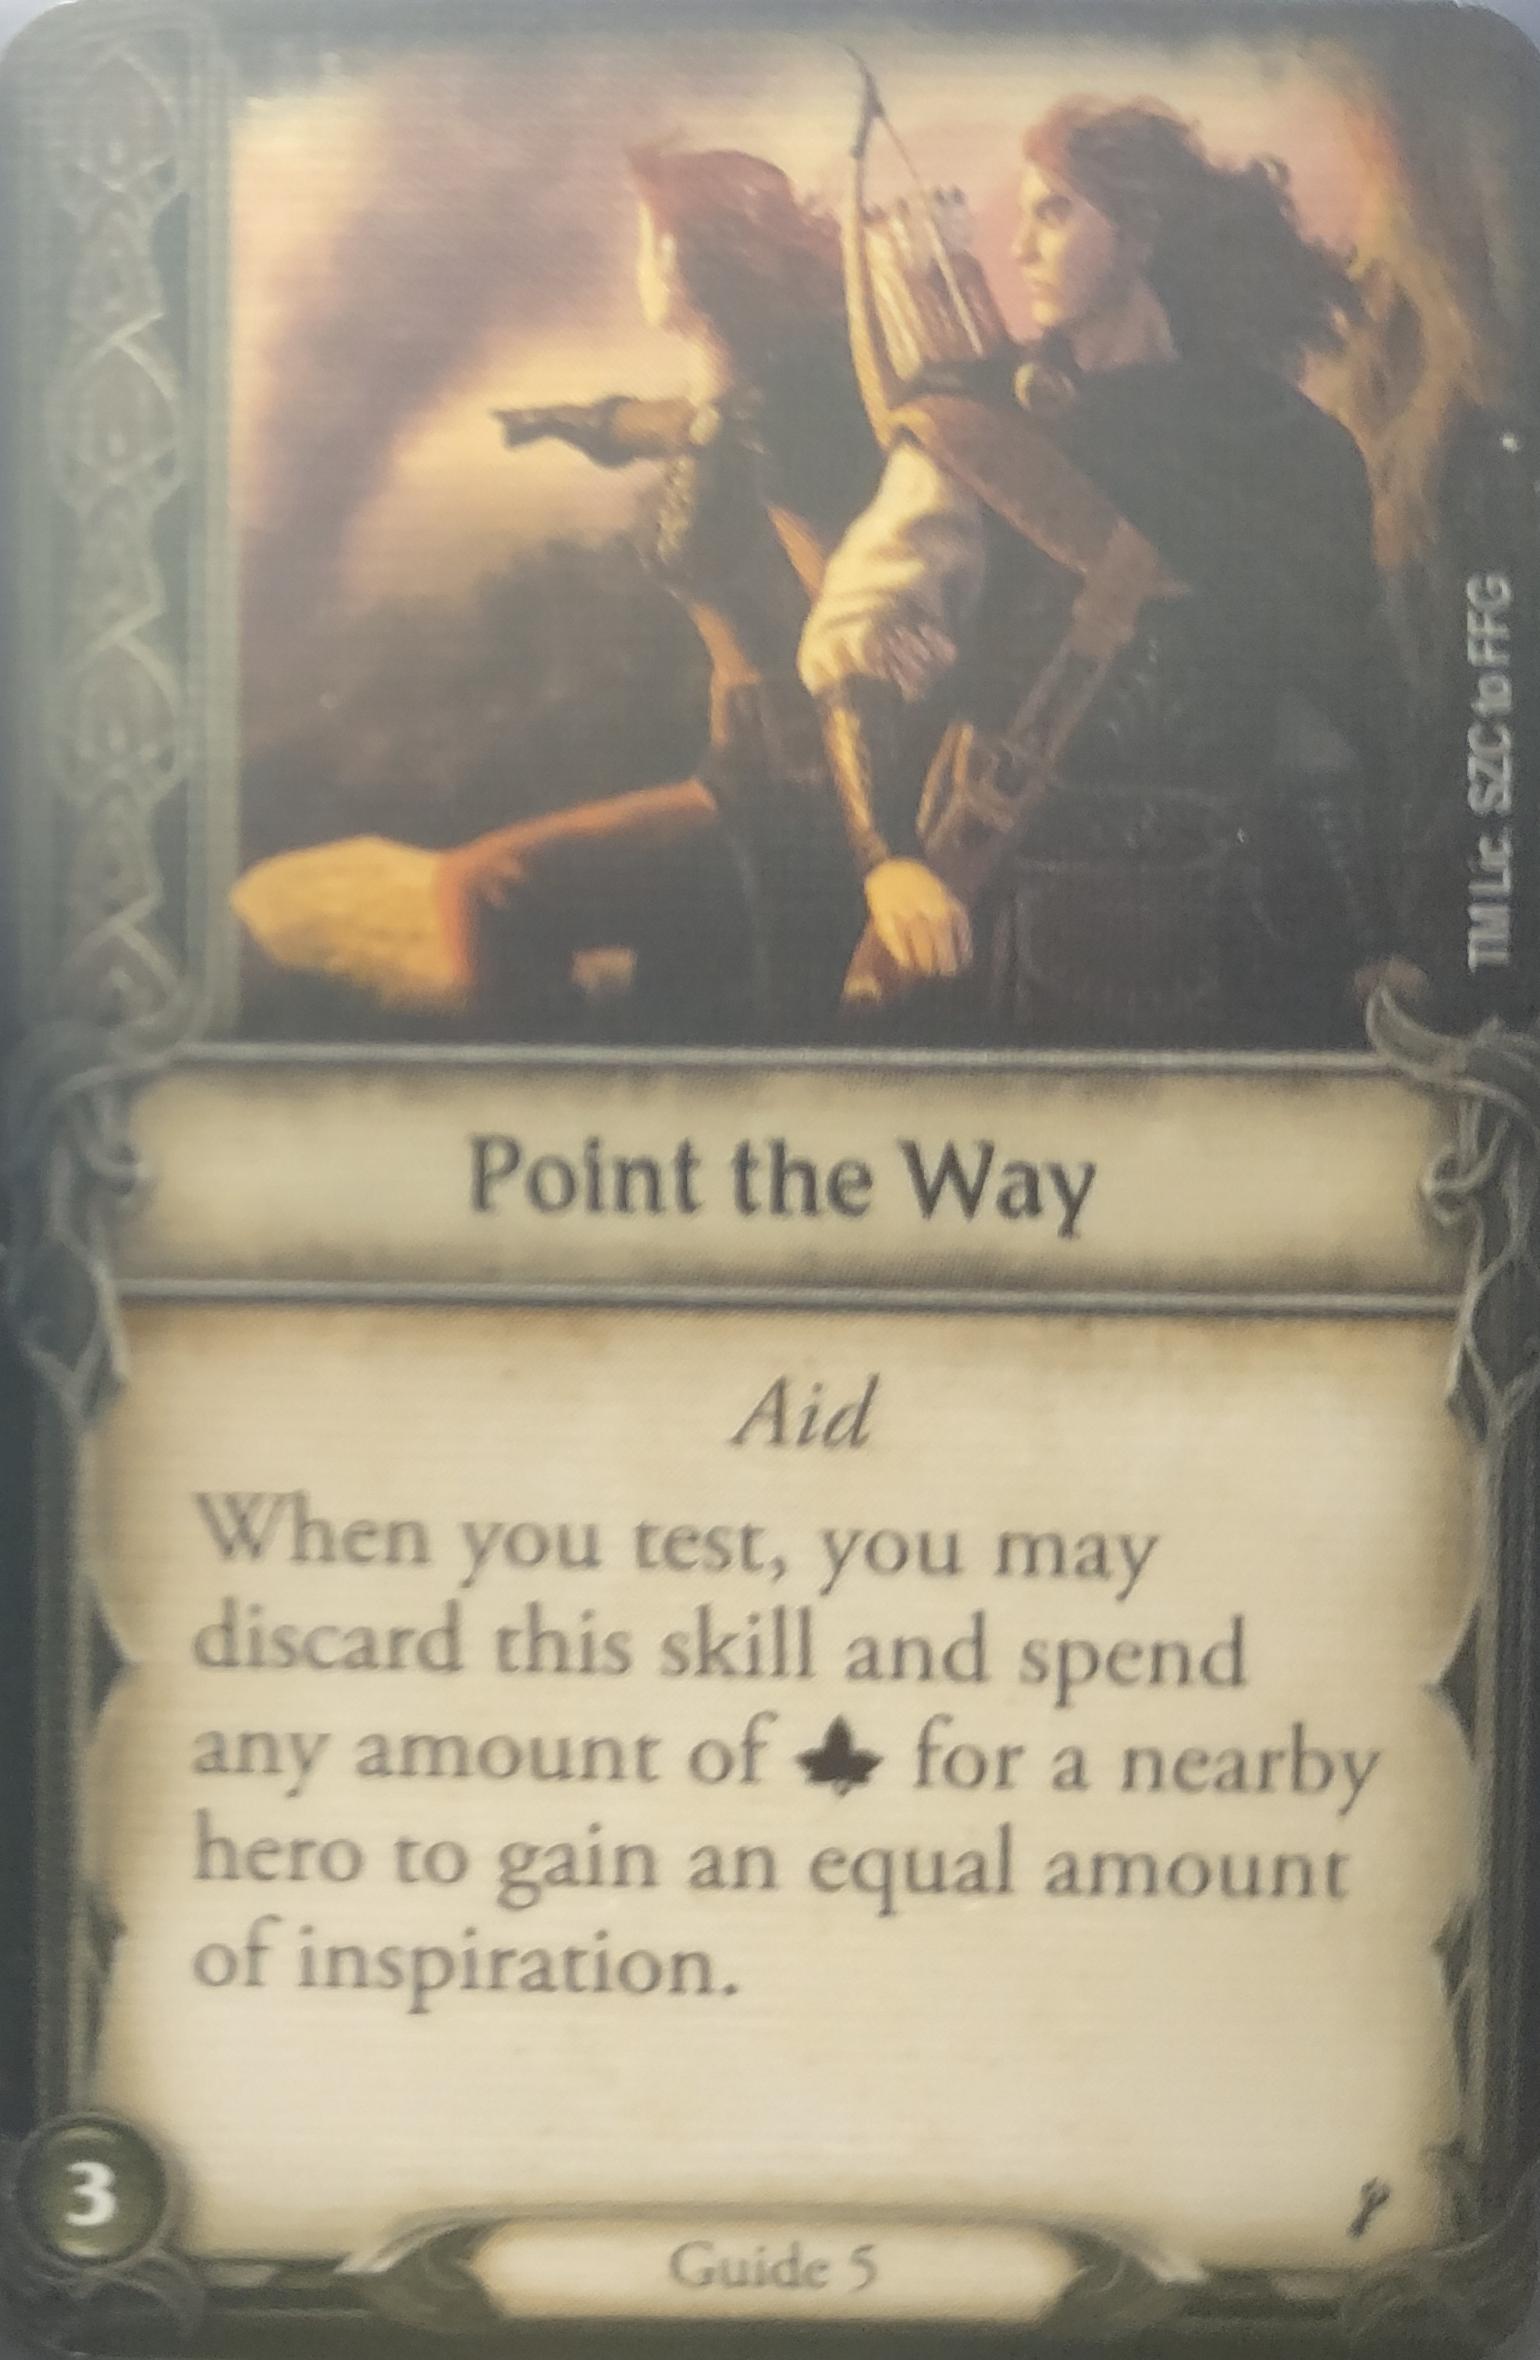 TM Lic. SZC to FFG
Point the Way
Aid
When you test, you may
discard this skill and spend
any amount of for a nearby
hero to gain an equal amount
of inspiration.
3
Guide 5